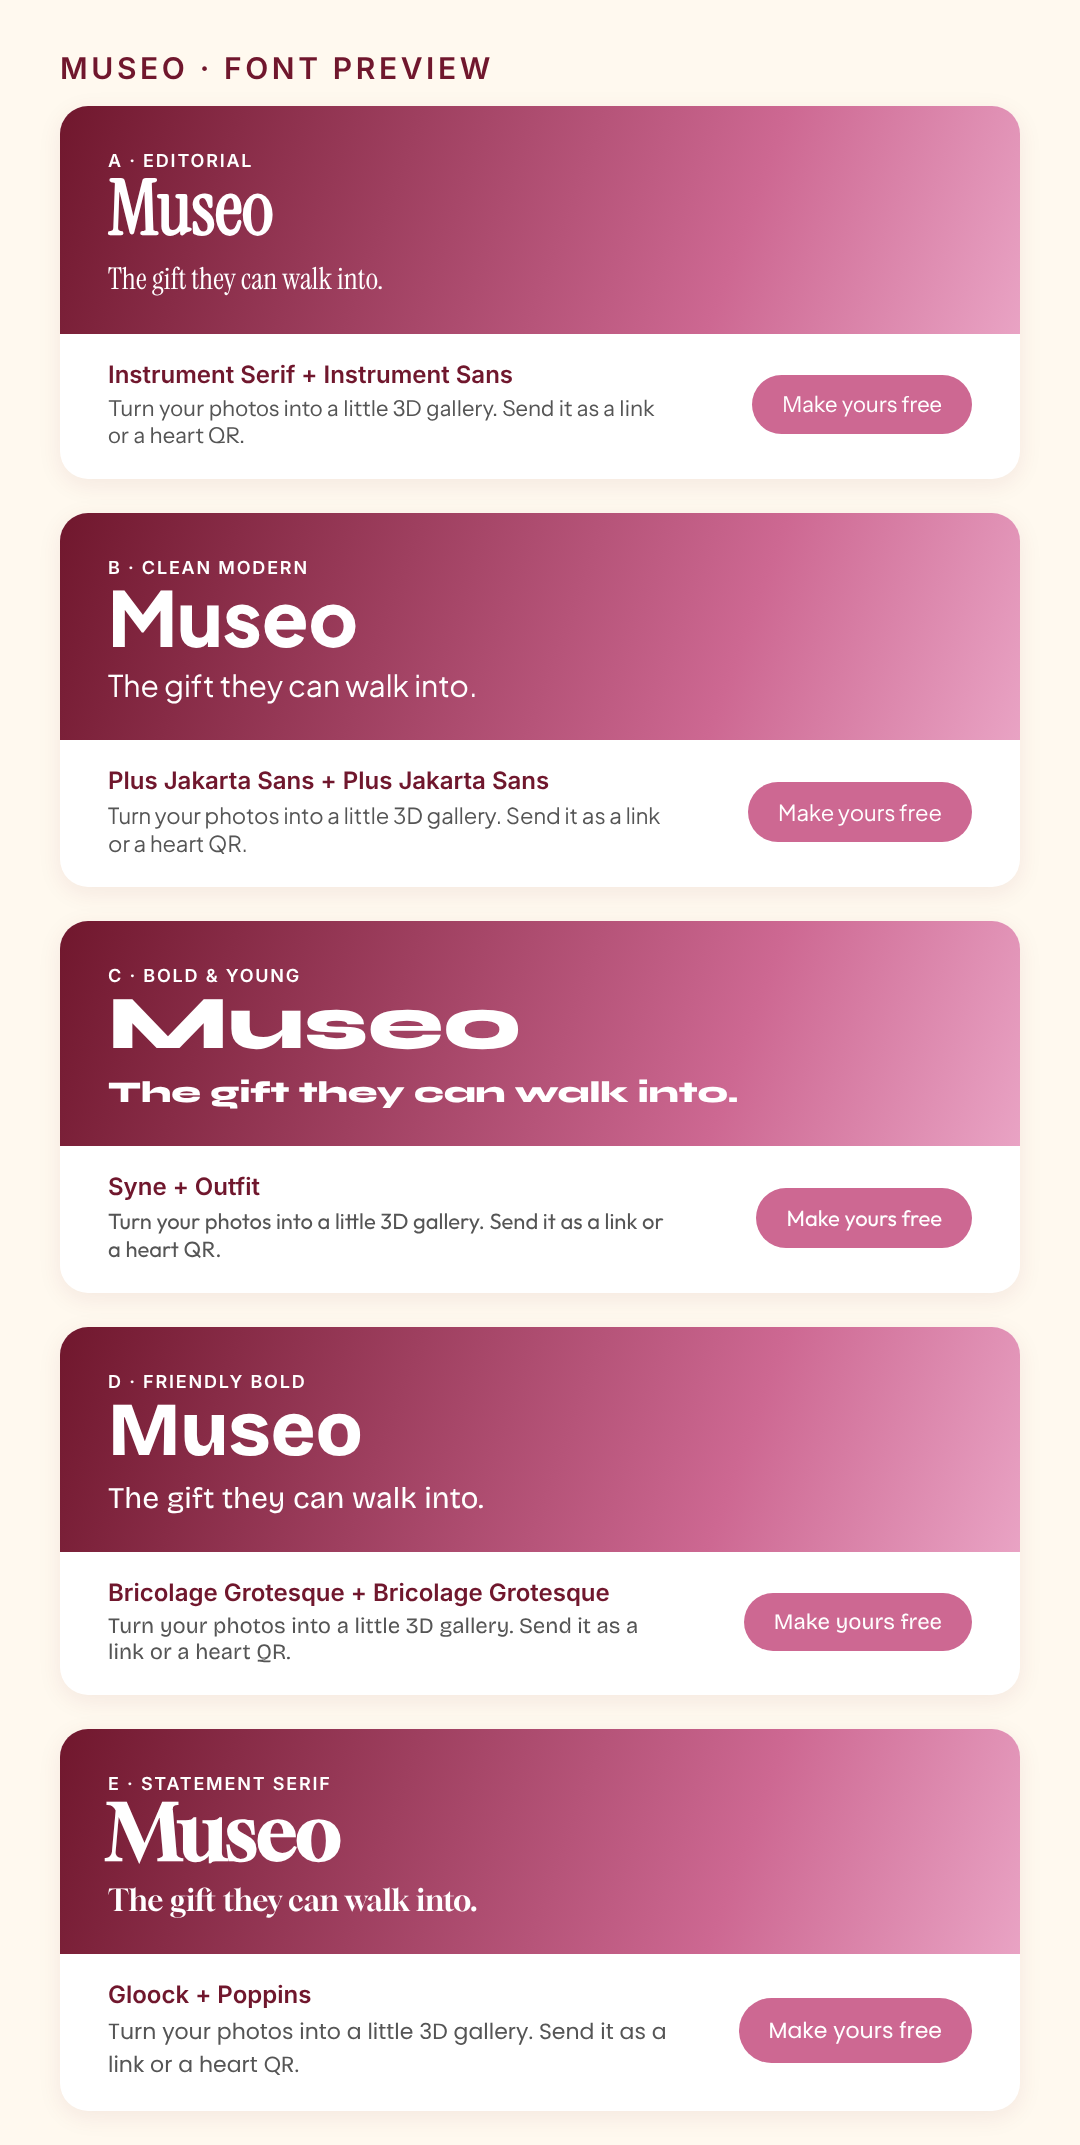 MUSEO · FONT PREVIEW
A · EDITORIAL
Museo
The gift they can walk into.
Instrument Serif + Instrument Sans
Turn your photos into a little 3D gallery. Send it as a link
or a heart QR.
Make yours free
B · CLEAN MODERN
Museo
The gift they can walk into.
Plus Jakarta Sans + Plus Jakarta Sans
Turn your photos into a little 3D gallery. Send it as a link
or a heart QR.
Make yours free
C · BOLD & YOUNG
Museo
The gift they can walk into.
Syne + Outfit
Turn your photos into a little 3D gallery. Send it as a link or
a heart QR.
Make yours free
D · FRIENDLY BOLD
Museo
The gift they can walk into.
Bricolage Grotesque + Bricolage Grotesque
Turn your photos into a little 3D gallery. Send it as a
link or a heart QR.
Make yours free
E · STATEMENT SERIF
Museo
The gift they can walk into.
Gloock + Poppins
Turn your photos into a little 3D gallery. Send it as a
link or a heart QR.
Make yours free